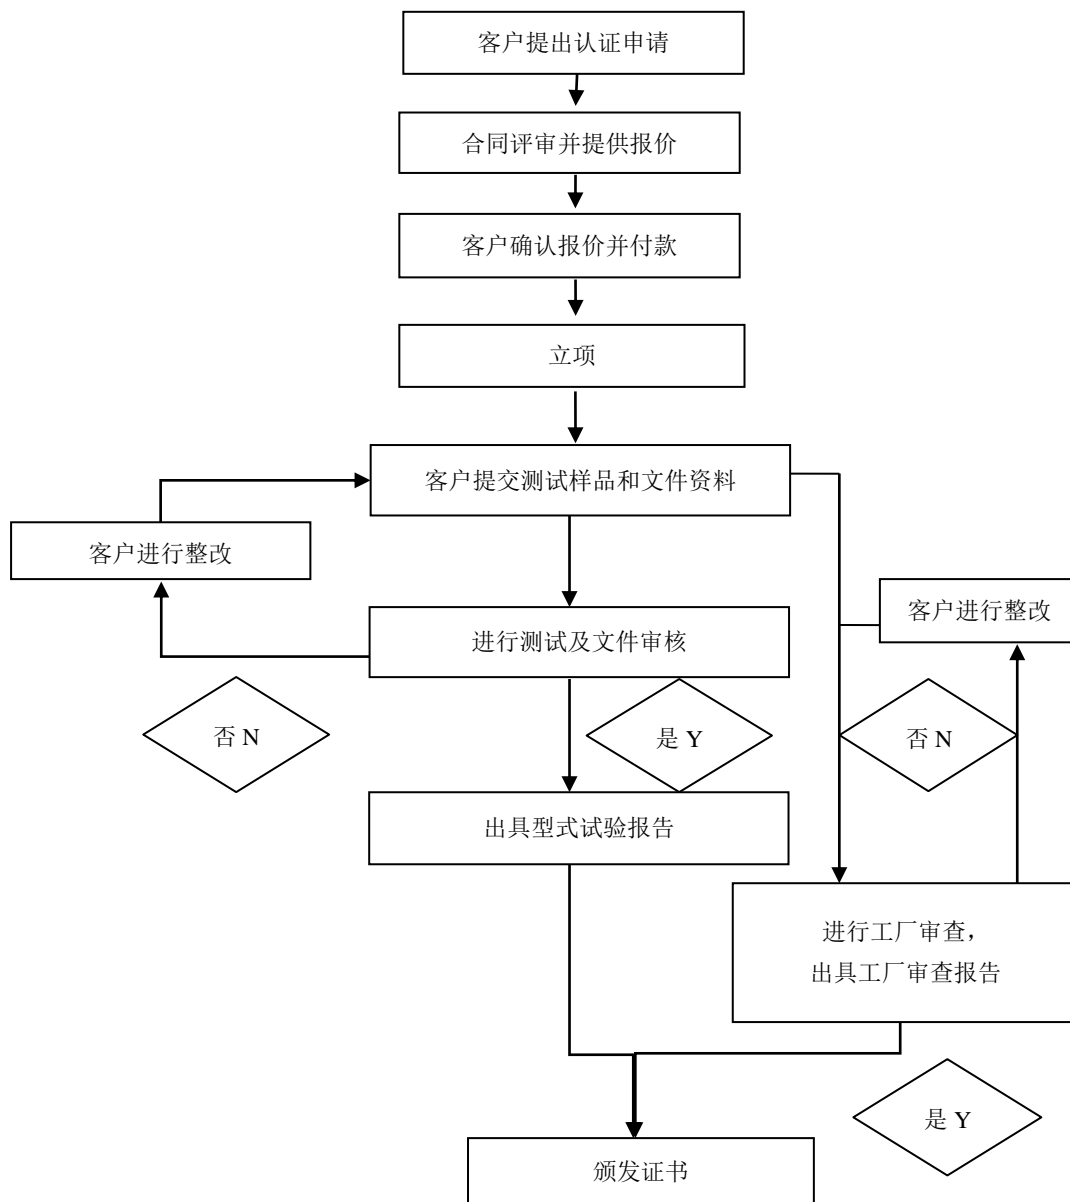 客户提出认证申请
合同评审并提供报价
客户确认报价并付款
立项
客户提交测试样品和文件资料
客户进行整改
客户进行整改
进行测试及文件审核
否 N
是 Y
否 N
出具型式试验报告
进行工厂审查，
出具工厂审查报告
是 Y
颁发证书